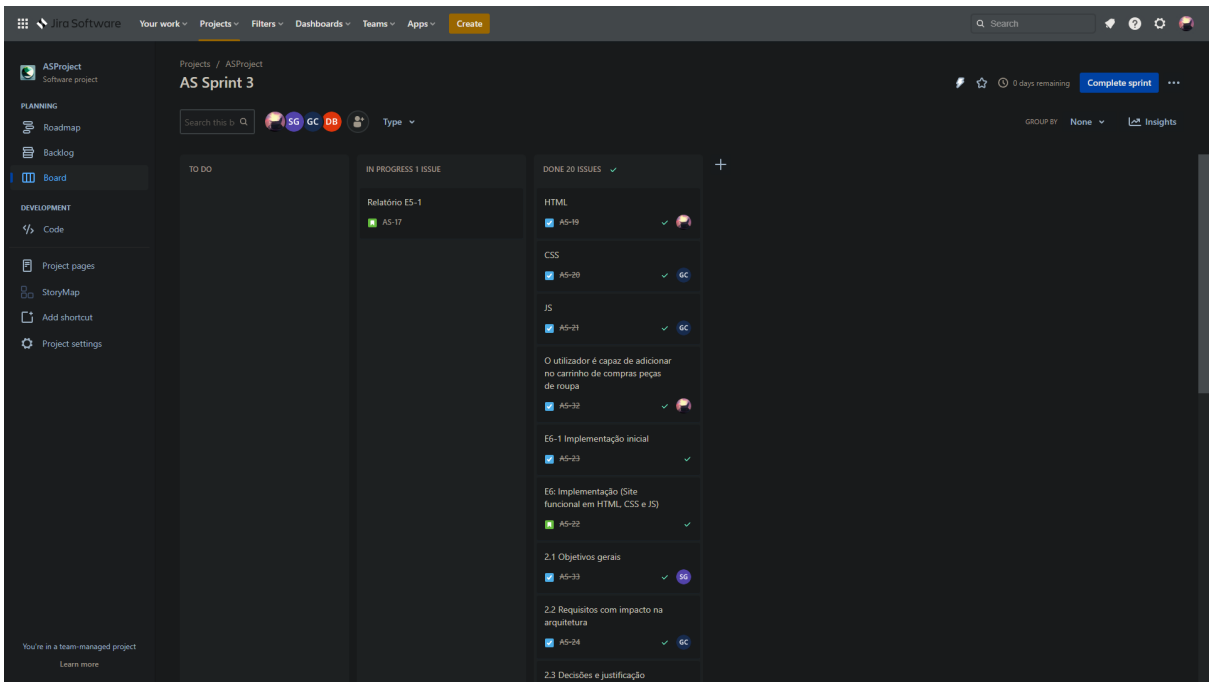 Jira Software Your work Projects Filters Dashboards Teams Apps Create Search
ASProject
Software project
PLANNING
Roadmap
Backlog
Board
DEVELOPMENT
Code
Project pages
StoryMap
Add shortcut
Project settings
You're in a team-managed project
Learn more
Projects / ASProject
AS Sprint 3
0 days remaining Complete sprint
Search this b SG GC DB Type
GROUP BY None Insights
TO DO
IN PROGRESS 1 ISSUE
Relatório E5-1
AS-17
DONE 20 ISSUES
HTML
AS-19
CSS
AS-20 GC
JS
AS-21 GC
O utilizador é capaz de adicionar
no carrinho de compras peças
de roupa
AS-32
E6-1 Implementação inicial
AS-23
E6: Implementação (Site
funcional em HTML, CSS e JS)
AS-22
2.1 Objetivos gerais
AS-33 SG
2.2 Requisitos com impacto na
arquitetura
AS-24 GC
2.3 Decisões e justificação